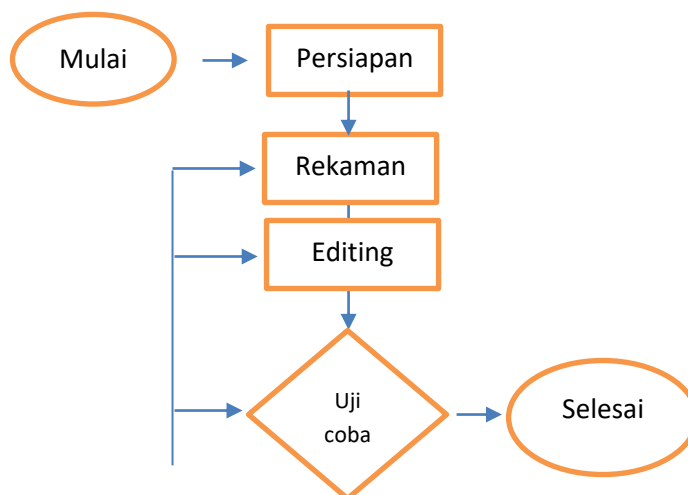 Mulai
Persiapan
Rekaman
Editing
Uji
coba
Selesai